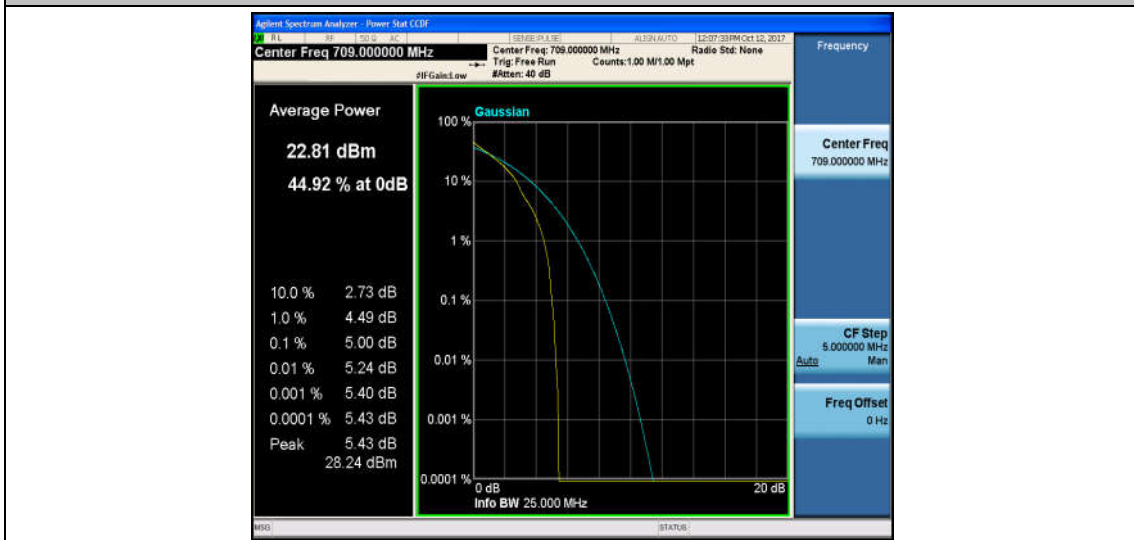 Agilent Spectrum Analyzer - Power Stat CCDF
RL RF 50 Ω AC SENSE:PULSE ALIGN AUTO 12:07:33 PM Oct 12, 2017
Center Freq 709.000000 MHz
Center Freq: 709.000000 MHz Radio Std: None
Trig: Free Run Counts:1.00 M/1.00 Mpt
#IFGain:Low #Atten: 40 dB
Frequency
Average Power
22.81 dBm
44.92 % at 0dB
10.0 % 2.73 dB
1.0 % 4.49 dB
0.1 % 5.00 dB
0.01 % 5.24 dB
0.001 % 5.40 dB
0.0001 % 5.43 dB
Peak 5.43 dB
28.24 dBm
Gaussian
100 %
10 %
1 %
0.1 %
0.01 %
0.001 %
0.0001 %
0 dB 20 dB
Info BW 25.000 MHz
Center Freq
709.000000 MHz
CF Step
5.000000 MHz
Auto Man
Freq Offset
0 Hz
MSG STATUS